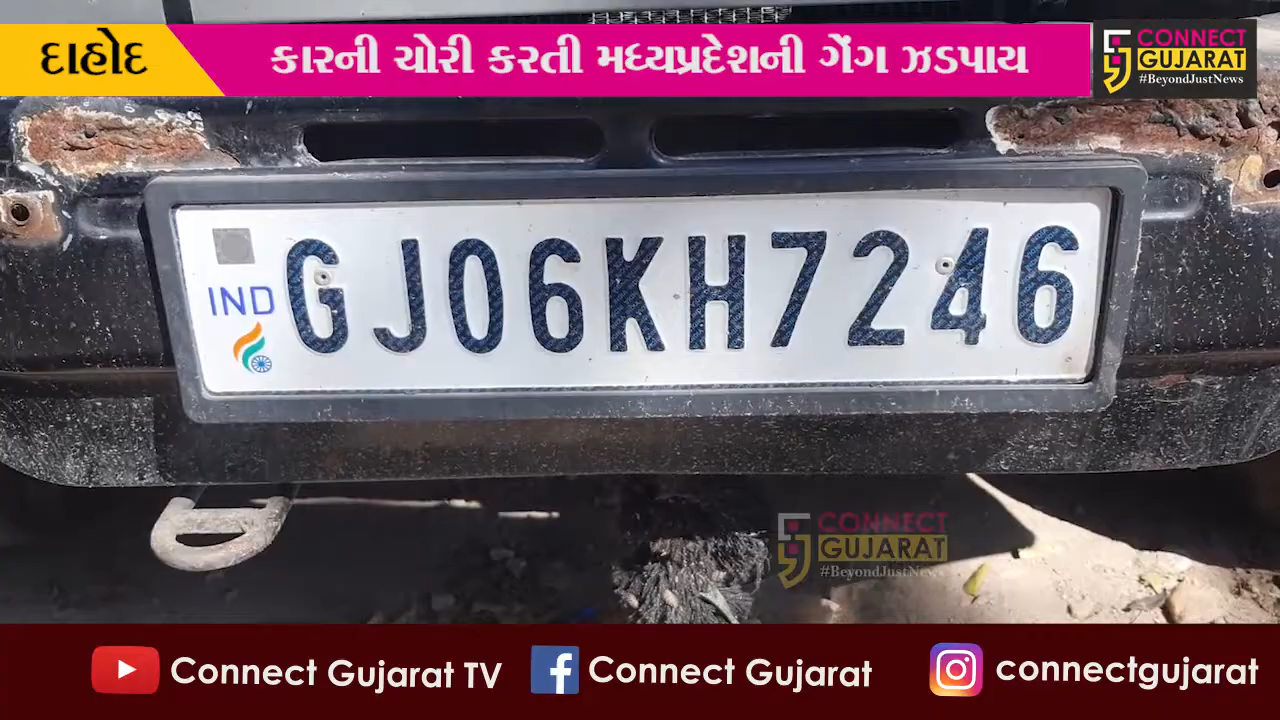 દાહોદ
કારની ચોરી કરતી મધ્યપ્રદેશની ગેંગ ઝડપાય
CONNECT
GUJARAT
#BeyondJustNews
IND
GJ06KH7246
CONNECT
GUJARAT
#BeyondJustNews
Connect Gujarat TV
Connect Gujarat
connectgujarat